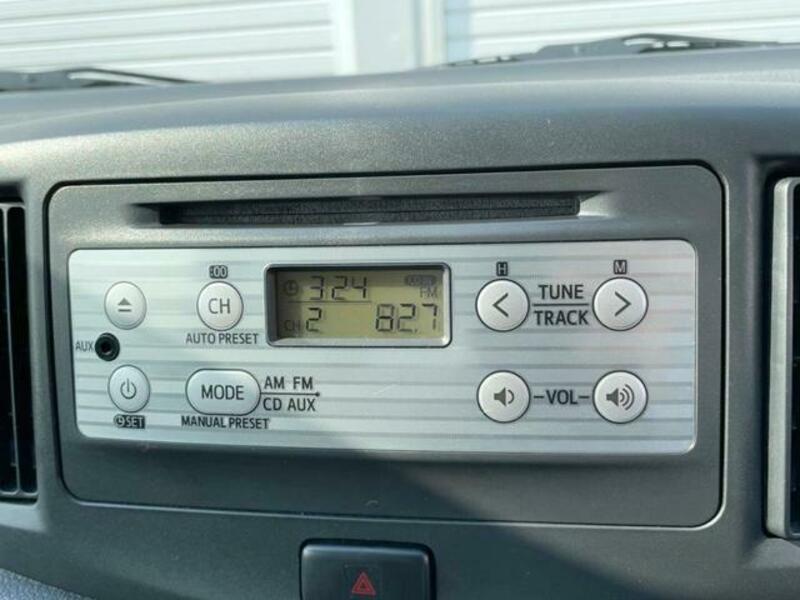 :00
H
M
CH
AUTO PRESET
3:24
FM
CH 2 82.7
TUNE
TRACK
AUX
MODE
AM FM
CD AUX
SET
MANUAL PRESET
-VOL-